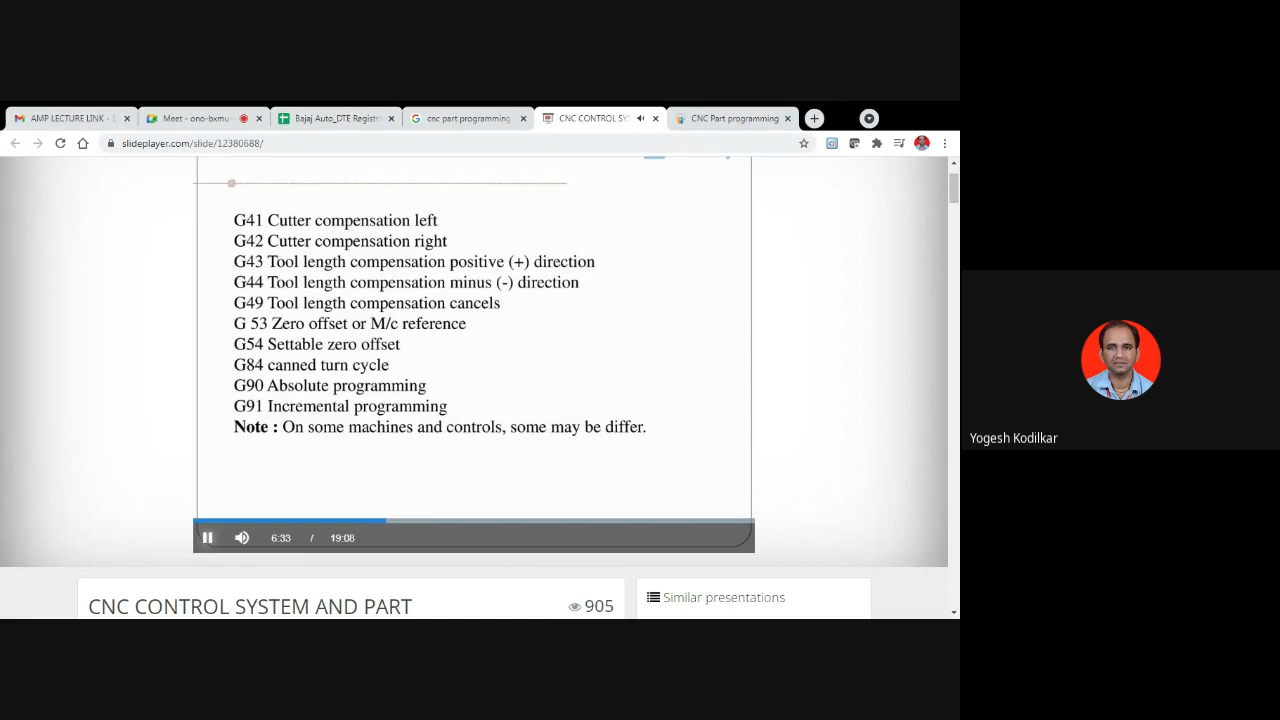 AMP LECTURE LINK -
Meet - ono-bxmu
Bajaj Auto_DTE Registr
cnc part programming
CNC CONTROL SYS
CNC Part programming
slideplayer.com/slide/12380688/
G41 Cutter compensation left
G42 Cutter compensation right
G43 Tool length compensation positive (+) direction
G44 Tool length compensation minus (-) direction
G49 Tool length compensation cancels
G 53 Zero offset or M/c reference
G54 Settable zero offset
G84 canned turn cycle
G90 Absolute programming
G91 Incremental programming
Note : On some machines and controls, some may be differ.
6:33 / 19:08
CNC CONTROL SYSTEM AND PART
905
Similar presentations
Yogesh Kodilkar